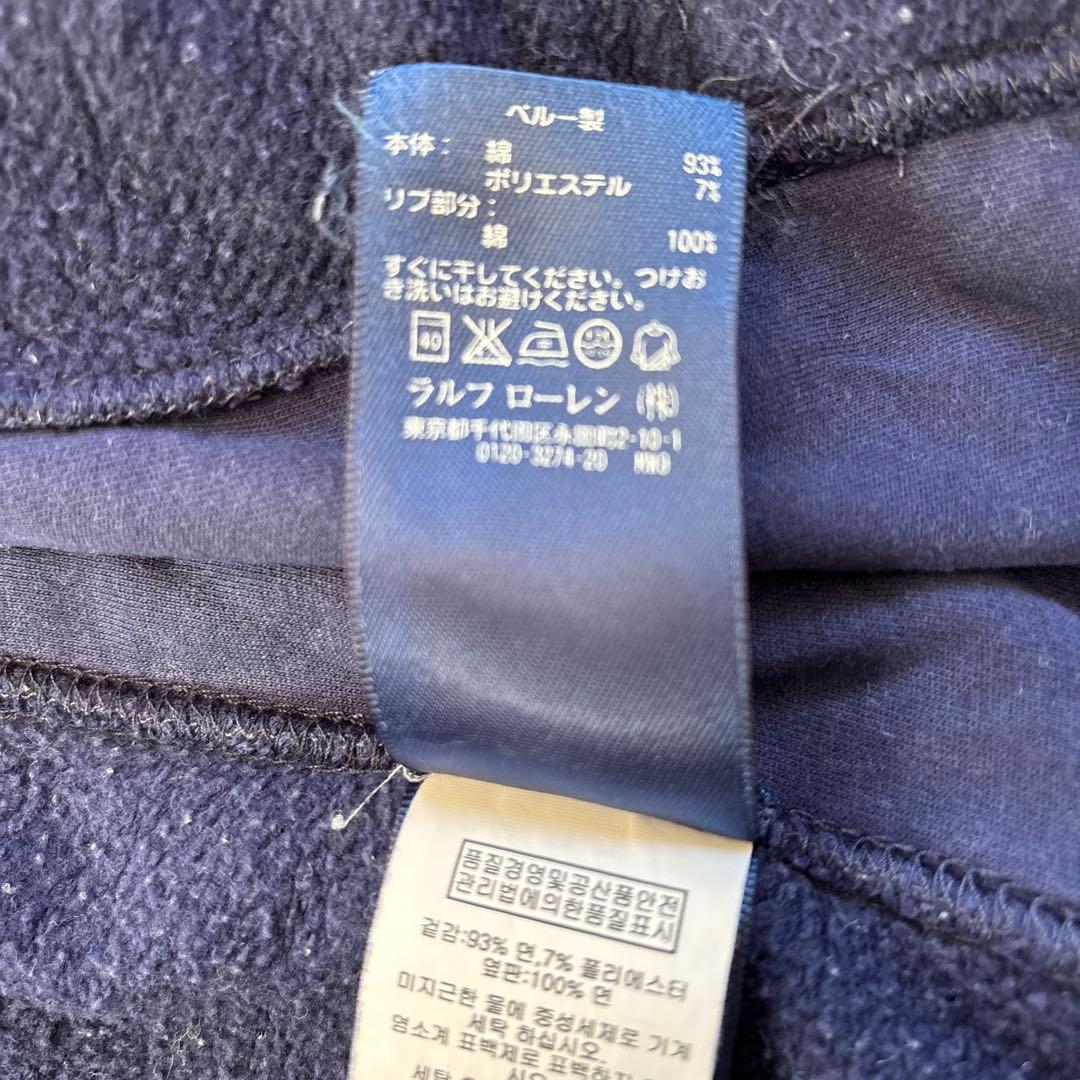 ペルー製
本体： 綿 93%
ポリエステル 7%
リブ部分：
綿 100%
すぐに干してください。つけお
き洗いはお避けください。
40
ラルフ ローレン (株)
東京都千代田区永田町2-10-1
0120-3274-20
품질경영및공산품안전
관리법에의한품질표시
겉감:93% 면,7% 폴리에스터
옆판:100% 면
미지근한 물에 중성세제로 기계
세탁 하십시오.
염소계 표백제로 표백하지